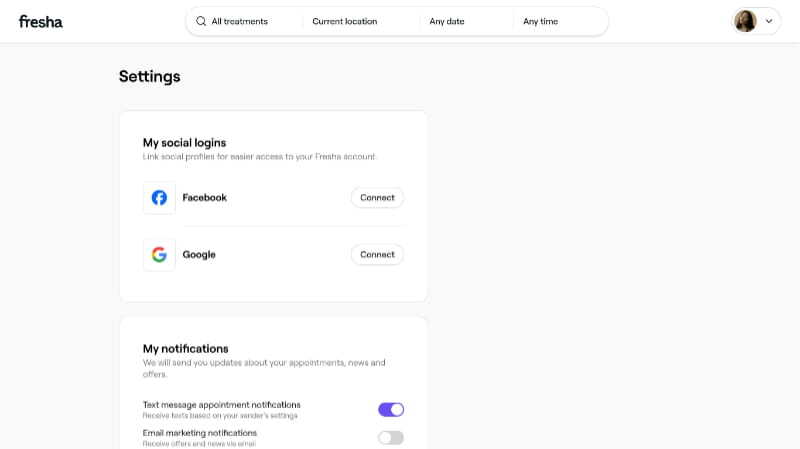 fresha
All treatments
Current location
Any date
Any time
Settings
My social logins
Link social profiles for easier access to your Fresha account.
Facebook
Connect
Google
Connect
My notifications
We will send you updates about your appointments, news and
offers.
Text message appointment notifications
Receive texts based on your sender's settings
Email marketing notifications
Receive offers and news via email